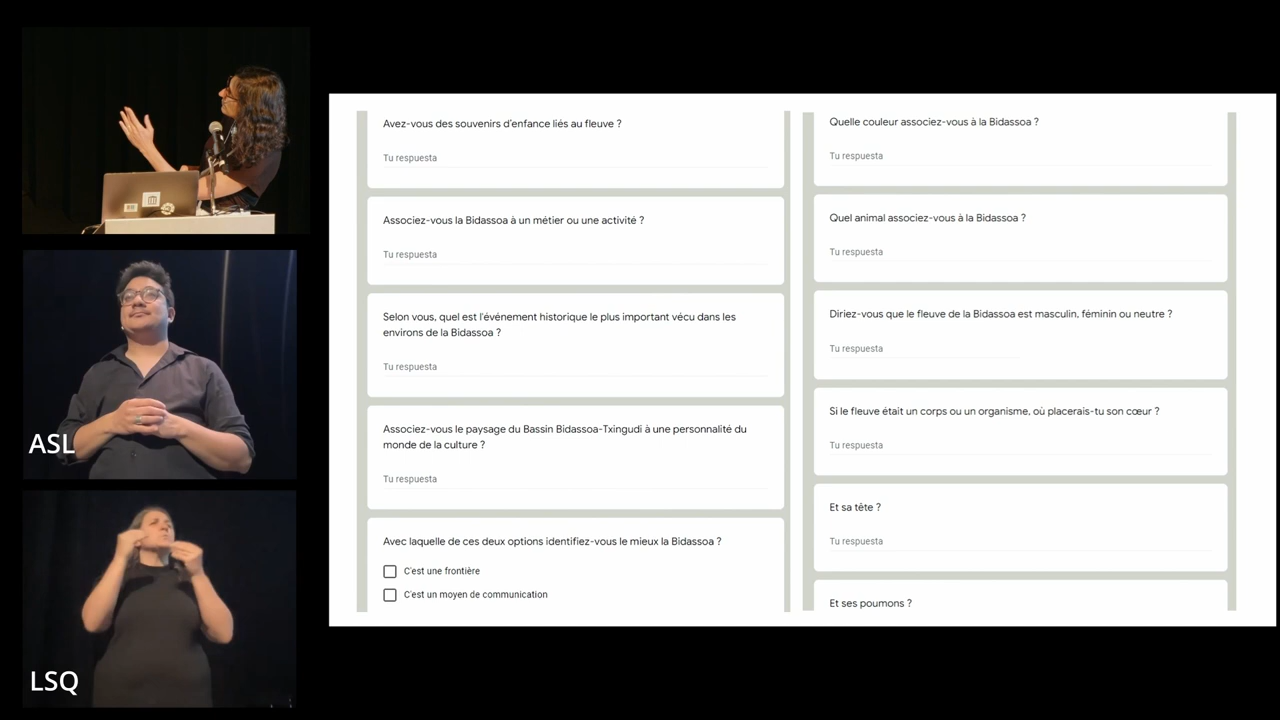 ASL
LSQ
Avez-vous des souvenirs d'enfance liés au fleuve ?
Tu respuesta
Associez-vous la Bidassoa à un métier ou une activité ?
Tu respuesta
Selon vous, quel est l'événement historique le plus important vécu dans les
environs de la Bidassoa ?
Tu respuesta
Associez-vous le paysage du Bassin Bidassoa-Txingudi à une personnalité du
monde de la culture ?
Tu respuesta
Avec laquelle de ces deux options identifiez-vous le mieux la Bidassoa ?
C'est une frontière
C'est un moyen de communication
Quelle couleur associez-vous à la Bidassoa ?
Tu respuesta
Quel animal associez-vous à la Bidassoa ?
Tu respuesta
Diriez-vous que le fleuve de la Bidassoa est masculin, féminin ou neutre ?
Tu respuesta
Si le fleuve était un corps ou un organisme, où placerais-tu son cœur ?
Tu respuesta
Et sa tête ?
Tu respuesta
Et ses poumons ?